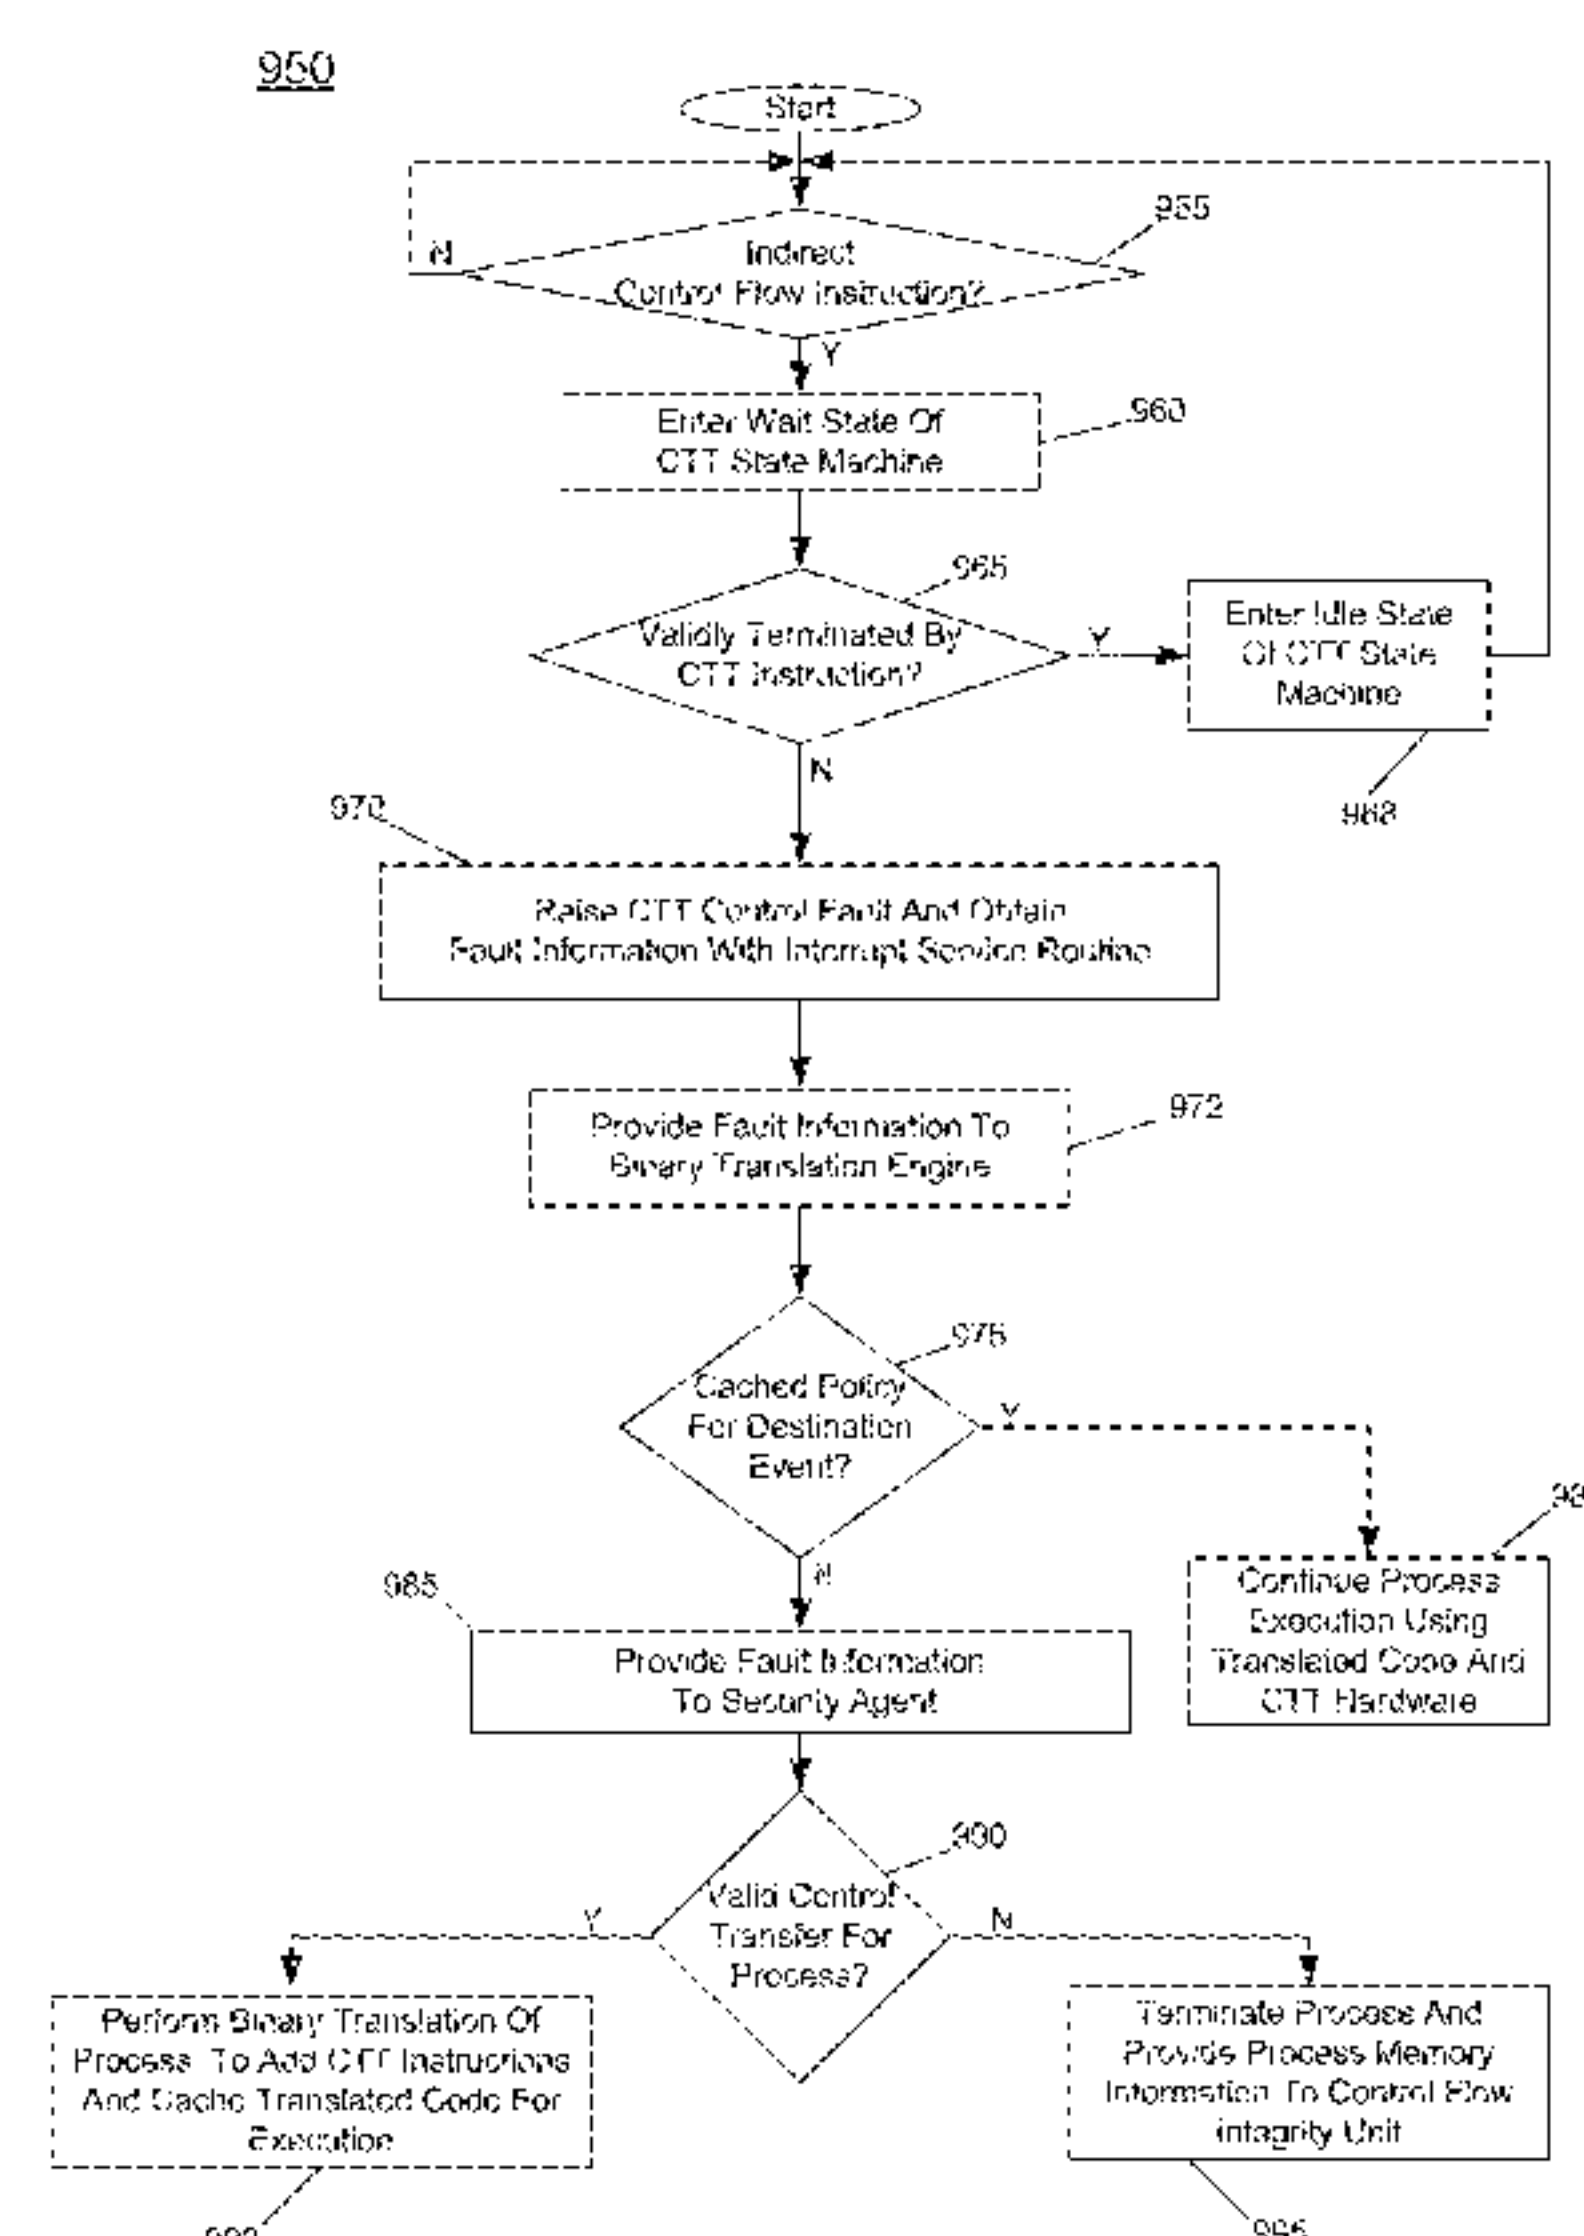 950
Start
955
Indirect
Control Flow Instruction?
N
Y
Enter Wait State Of
CTT State Machine
960
965
Validly Terminated By
CTT Instruction?
Y
Enter Idle State
Of CTT State
Machine
968
N
970
Raise CTT Control Fault And Obtain
Fault Information With Interrupt Service Routine
Provide Fault Information To
Binary Translation Engine
972
975
Cached Policy
For Destination
Event?
Y
N
985
Continue Process
Execution Using
Translated Code And
CTT Hardware
Provide Fault Information
To Security Agent
990
Valid Control
Transfer For
Process?
Y
N
Perform Binary Translation Of
Process To Add CTT Instructions
And Cache Translated Code For
Execution
Terminate Process And
Provide Process Memory
Information To Control Flow
Integrity Unit